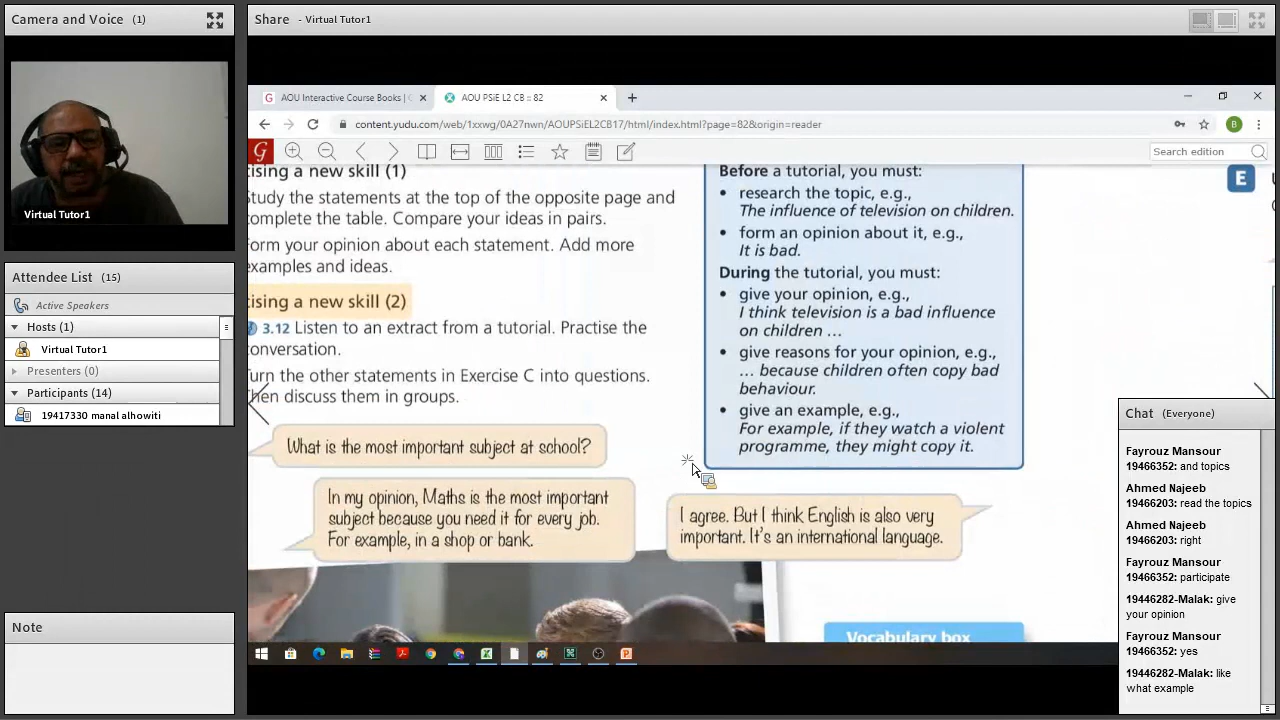 Camera and Voice (1)
Share - Virtual Tutor1
Virtual Tutor1
Attendee List (15)
Active Speakers
Hosts (1)
Virtual Tutor1
Presenters (0)
Participants (14)
19417330 manal alhowiti
Note
AOU Interactive Course Books |
AOU PSiE L2 CB :: 82
content.yudu.com/web/1xxwg/0A27nwn/AOUPSiEL2CB17/html/index.html?page=82&origin=reader
B
G
Search edition
ising a new skill (1)
Study the statements at the top of the opposite page and
complete the table. Compare your ideas in pairs.
Form your opinion about each statement. Add more
examples and ideas.
ising a new skill (2)
3.12 Listen to an extract from a tutorial. Practise the
conversation.
Turn the other statements in Exercise C into questions.
Then discuss them in groups.
What is the most important subject at school?
In my opinion, Maths is the most important
subject because you need it for every job.
For example, in a shop or bank.
Before a tutorial, you must:
• research the topic, e.g.,
The influence of television on children.
• form an opinion about it, e.g.,
It is bad.
During the tutorial, you must:
• give your opinion, e.g.,
I think television is a bad influence
on children ...
• give reasons for your opinion, e.g.,
... because children often copy bad
behaviour.
• give an example, e.g.,
For example, if they watch a violent
programme, they might copy it.
I agree. But I think English is also very
important. It's an international language.
Vocabulary box
E
Chat (Everyone)
Fayrouz Mansour
19466352: and topics
Ahmed Najeeb
19466203: read the topics
Ahmed Najeeb
19466203: right
Fayrouz Mansour
19466352: participate
19446282-Malak: give
your opinion
Fayrouz Mansour
19466352: yes
19446282-Malak: like
what example